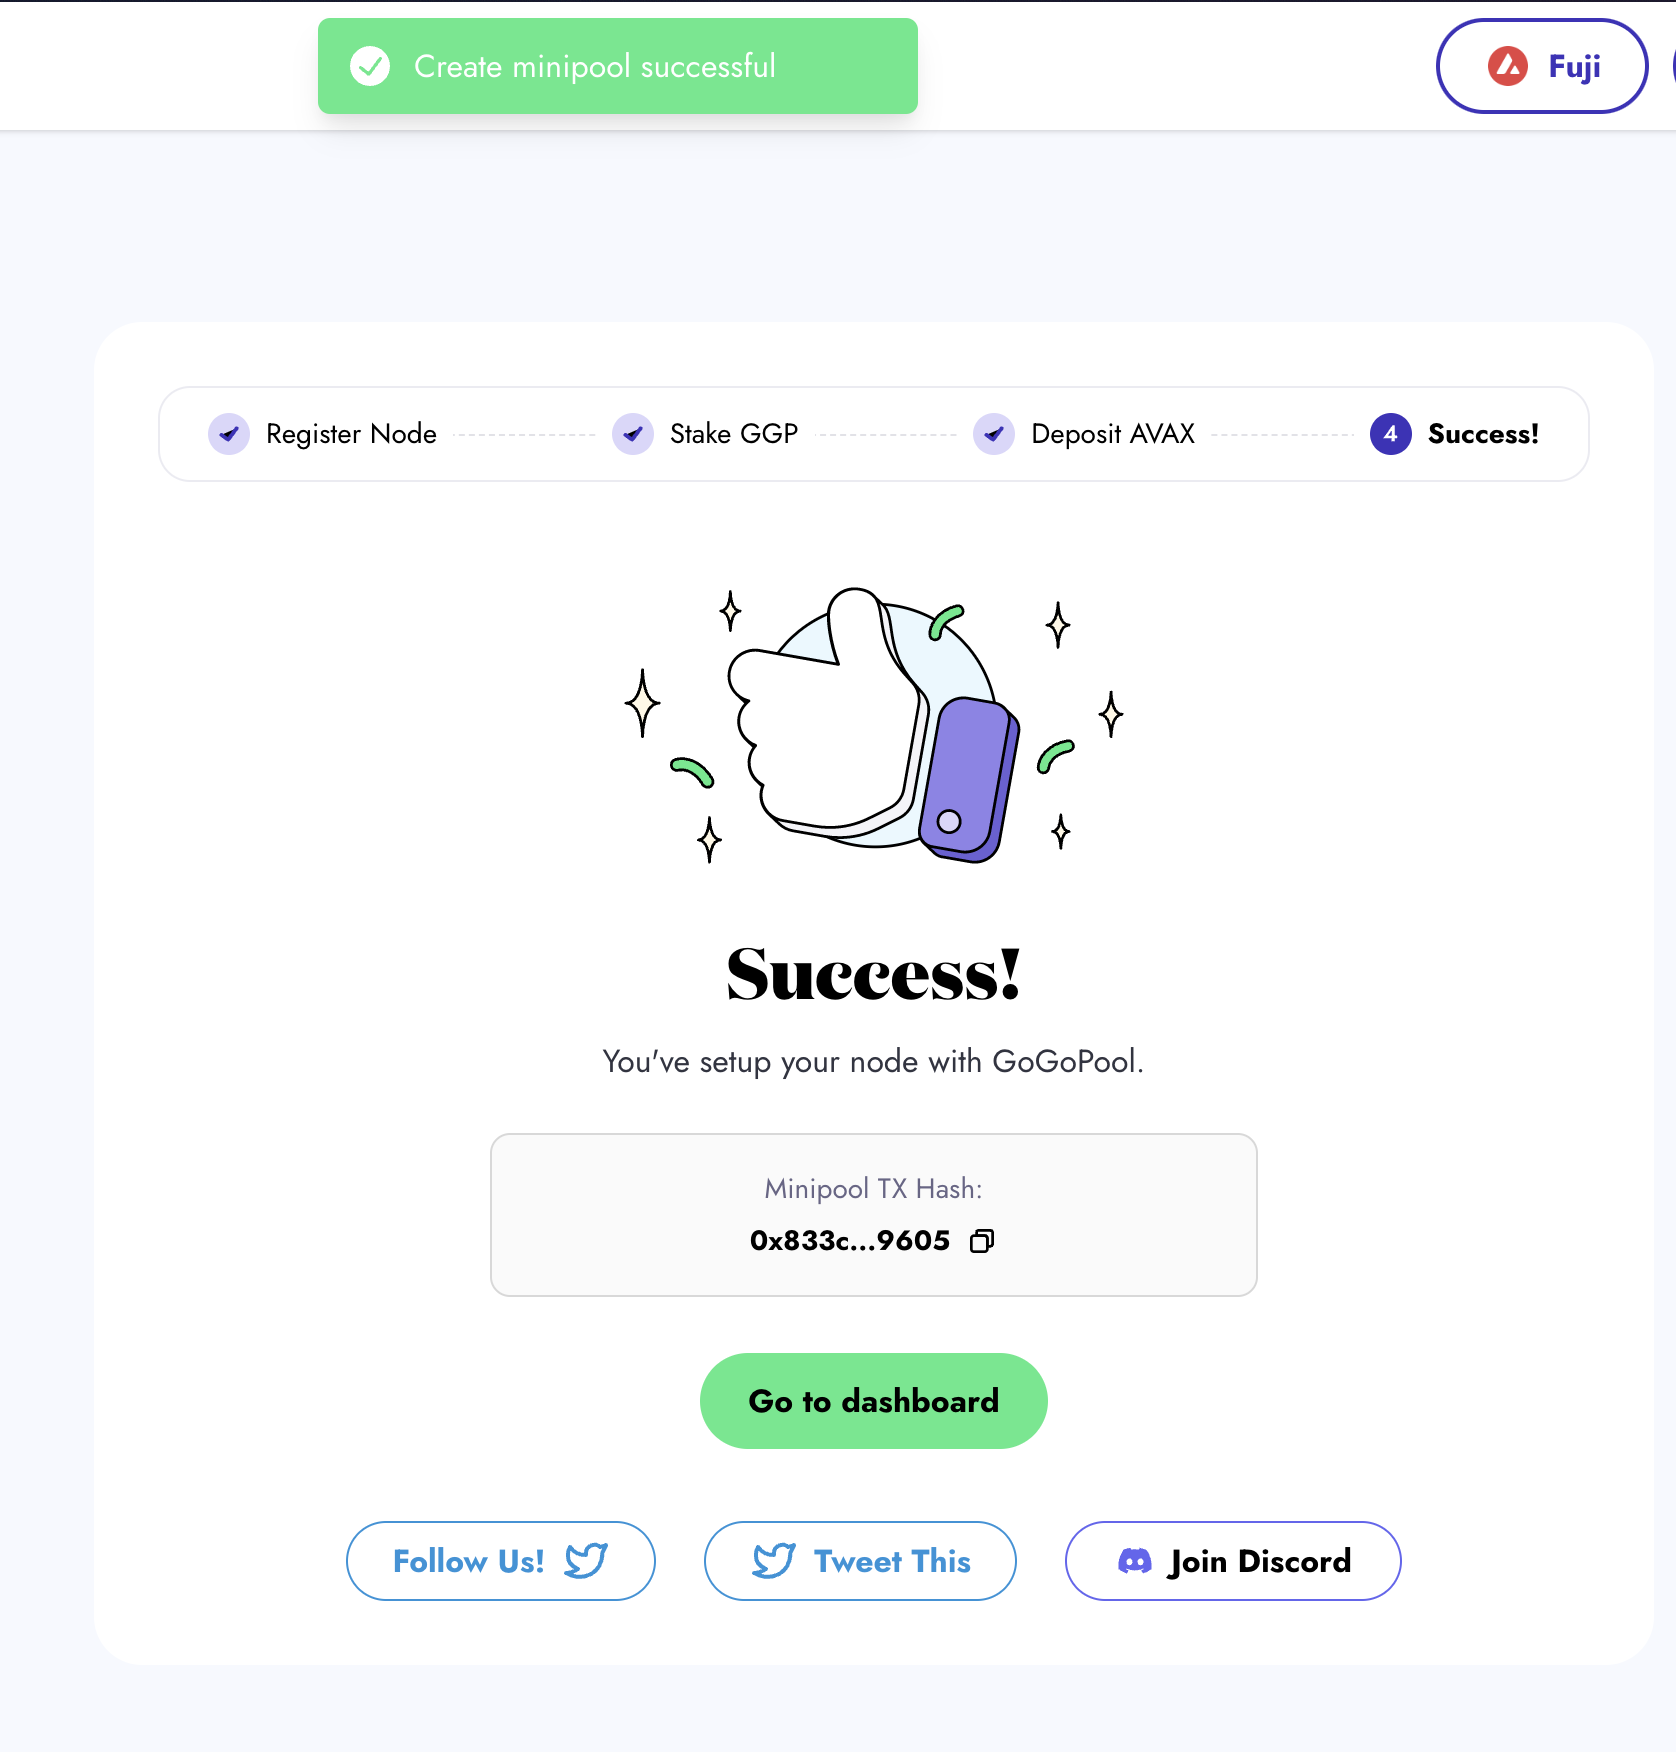 Create minipool successful
Fuji
Register Node
Stake GGP
Deposit AVAX
4 Success!
Success!
You've setup your node with GoGoPool.
Minipool TX Hash:
0x833c...9605
Go to dashboard
Follow Us!
Tweet This
Join Discord